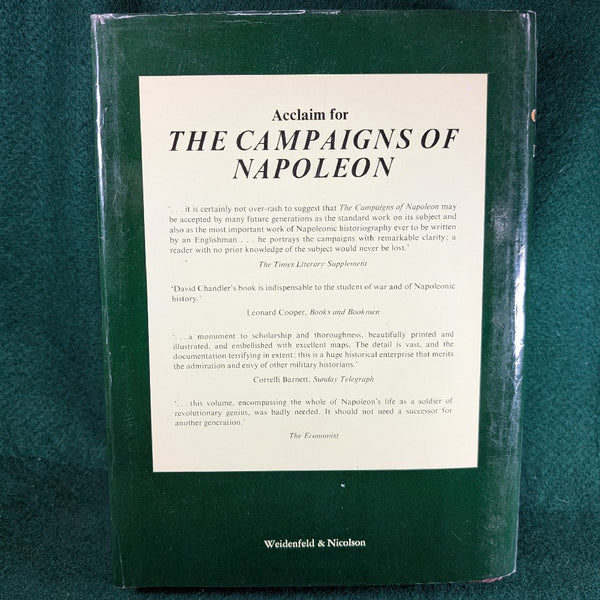 Acclaim for
THE CAMPAIGNS OF
NAPOLEON
'. . . it is certainly not over-rash to suggest that The Campaigns of Napoleon may
be accepted by many future generations as the standard work on its subject and
also as the most important work of Napoleonic historiography ever to be written
by an Englishman . . . he portrays the campaigns with remarkable clarity; a
reader with no prior knowledge of the subject would never be lost.'
The Times Literary Supplement
'David Chandler's book is indispensable to the student of war and of Napoleonic
history.'
Leonard Cooper, Books and Bookmen
'. . . a monument to scholarship and thoroughness, beautifully printed and
illustrated, and embellished with excellent maps. The detail is vast, and the
documentation terrifying in extent; this is a huge historical enterprise that merits
the admiration and envy of other military historians.'
Correlli Barnett, Sunday Telegraph
'. . . this volume, encompassing the whole of Napoleon's life as a soldier of
revolutionary genius, was badly needed. It should not need a successor for
another generation.'
The Economist
Weidenfeld & Nicolson